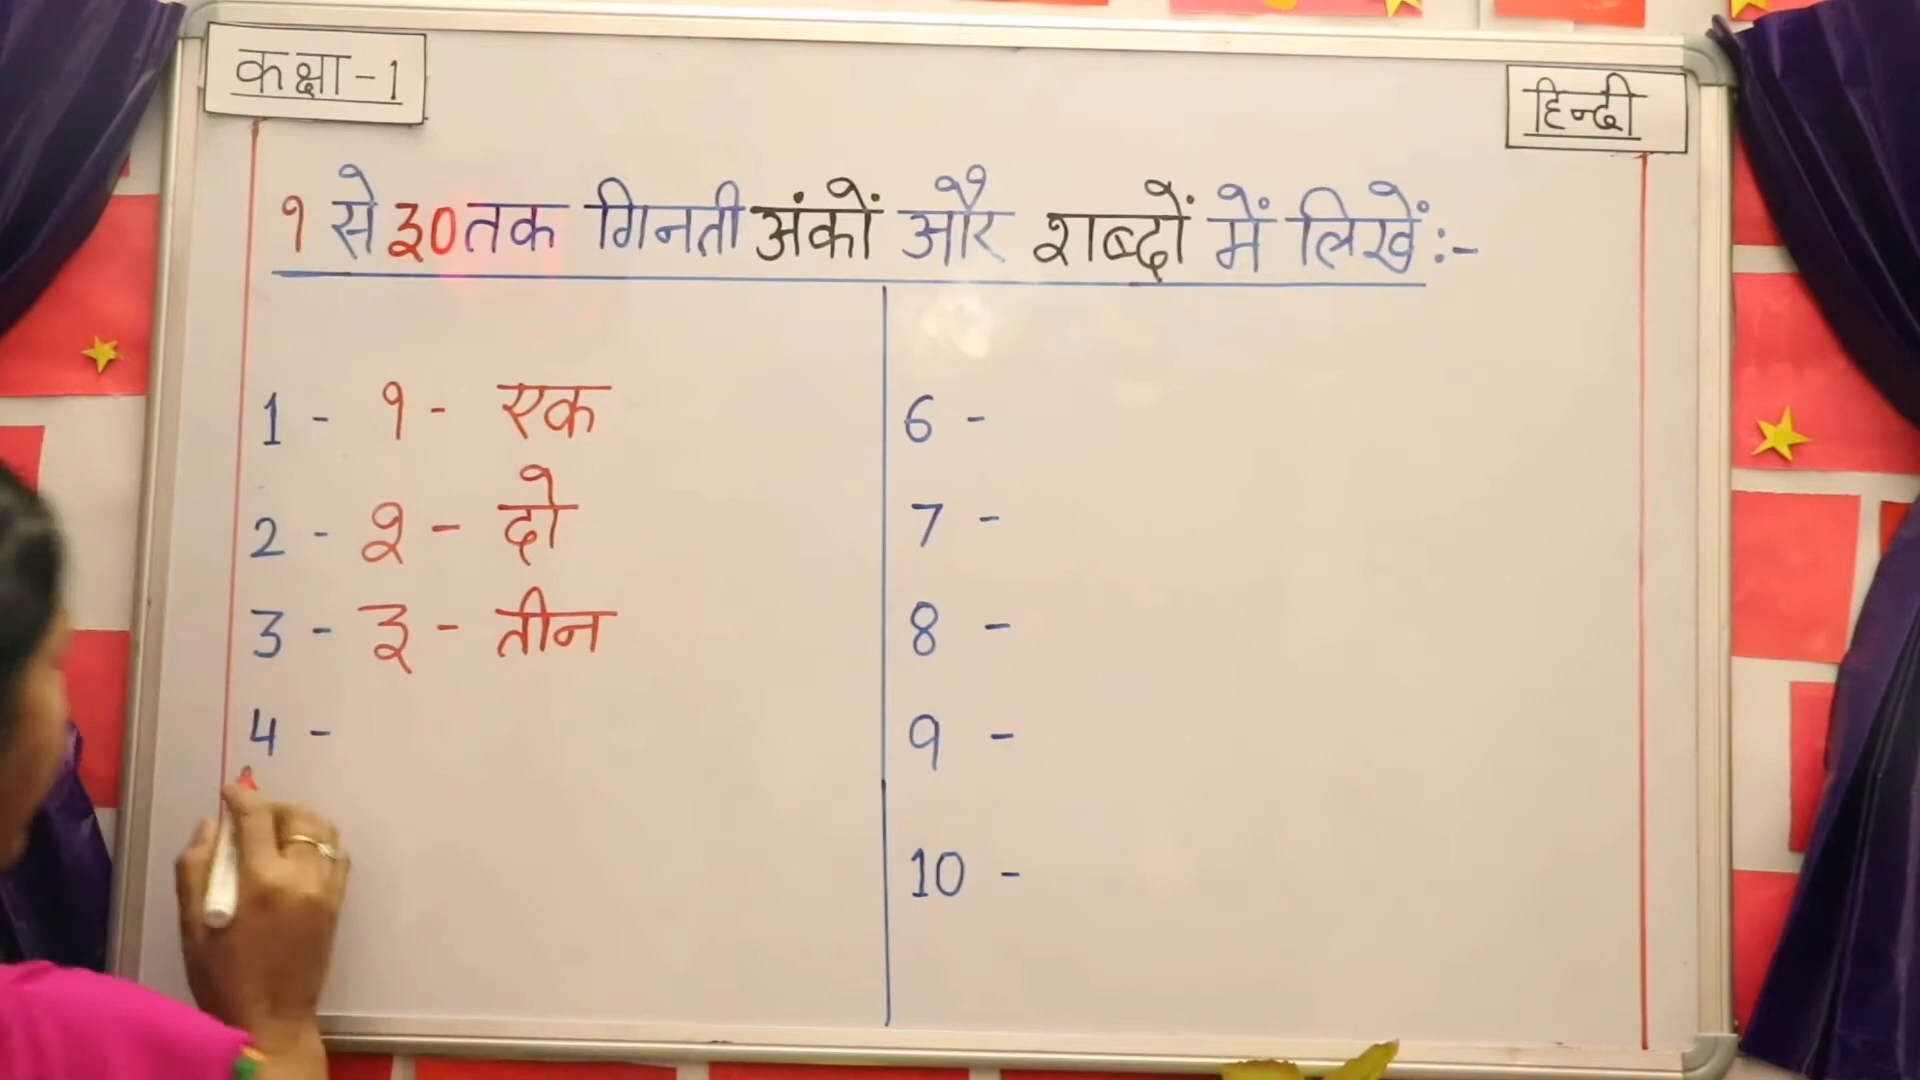 कक्षा-1
हिन्दी
१ से ३० तक गिनती अंकों और शब्दों में लिखें:-
1 - १ - एक
2 - २ - दो
3 - ३ - तीन
4 -
6 -
7 -
8 -
9 -
10 -